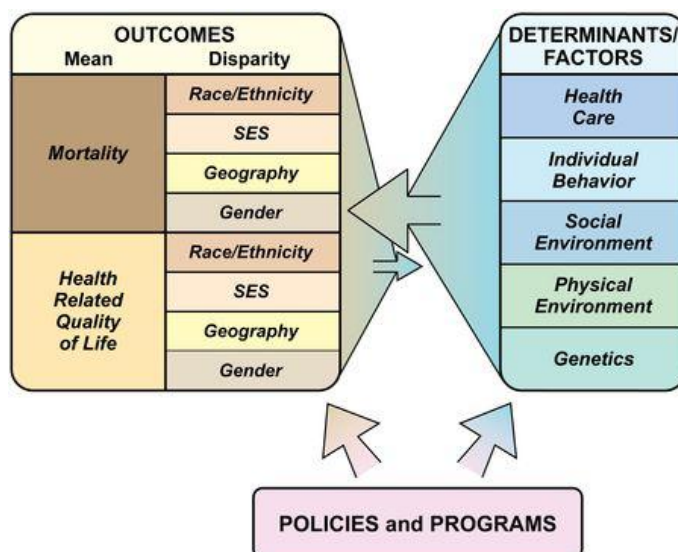 OUTCOMES
Mean Disparity
Mortality
Race/Ethnicity
SES
Geography
Gender
Health
Related
Quality
of Life
Race/Ethnicity
SES
Geography
Gender
DETERMINANTS/
FACTORS
Health
Care
Individual
Behavior
Social
Environment
Physical
Environment
Genetics
POLICIES and PROGRAMS